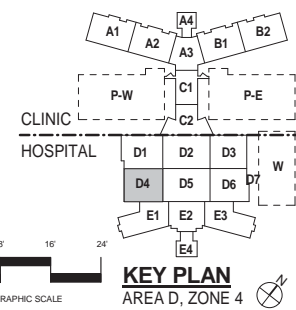 A4
A1 A2 A3 B1 B2
C1
P-W P-E
CLINIC C2
HOSPITAL
D1 D2 D3
W
D4 D5 D6 D7
E1 E2 E3
E4
8' 16' 24'
RAPHIC SCALE
KEY PLAN
AREA D, ZONE 4
N